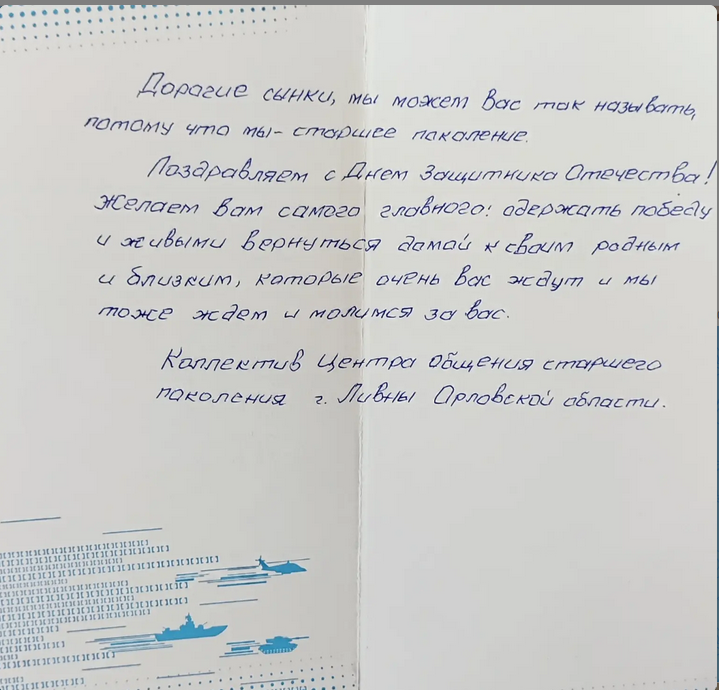 Дорогие сынки, мы можем Вас так называть,
потому что мы - старшее поколение.
Поздравляем с Днем Защитника Отечества!
Желаем Вам самого главного: одержать победу
и живыми вернуться домой к своим родным
и близким, которые очень Вас ждут и мы
тоже ждем и молимся за вас.
Коллектив Центра общения старшего
поколения г. Ливны Орловской области.